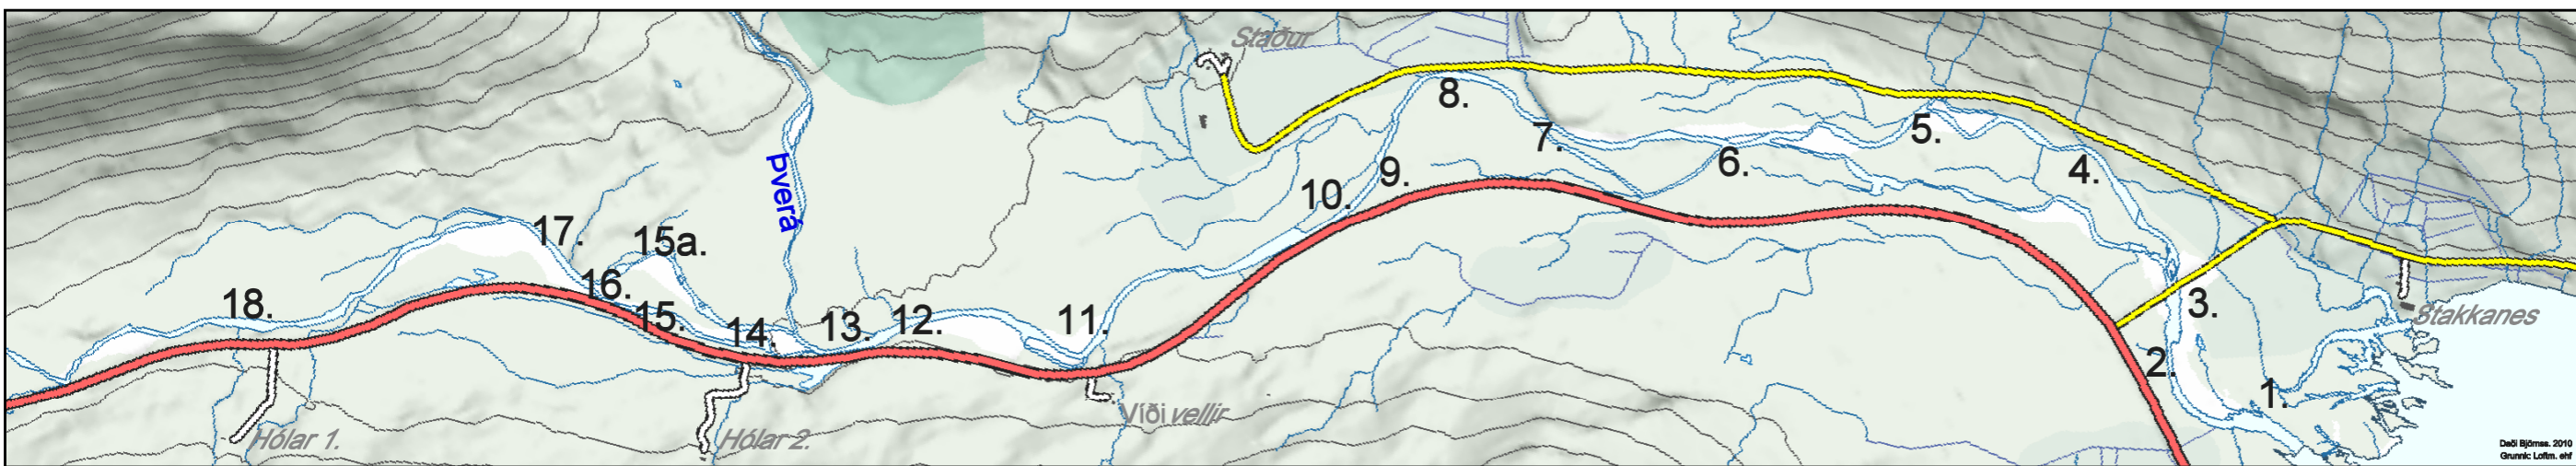 Staður
8.
7.
5.
6.
4.
Þverá
9.
10.
17.
15a.
16.
18.
15.
14.
13.
12.
11.
3.
Stakkanes
2.
1.
Víðivellir
Hólar 1.
Hólar 2.
Daði Björnss. 2010
Grunnk: Loftm. ehf